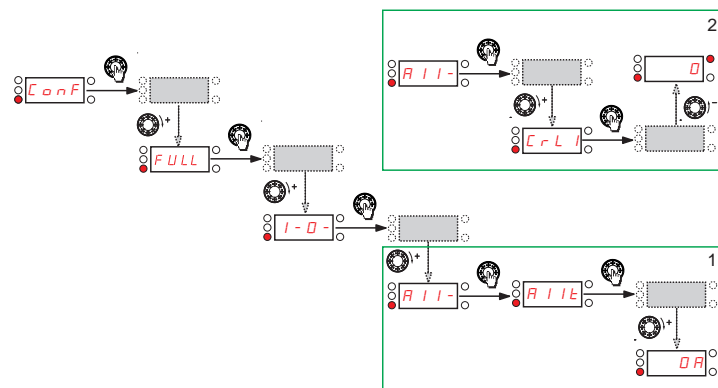 2
AI1-
ConF
0
+
-
+
CrL1
FULL
+
I-O-
1
+
AI1-
AI1t
+
0A